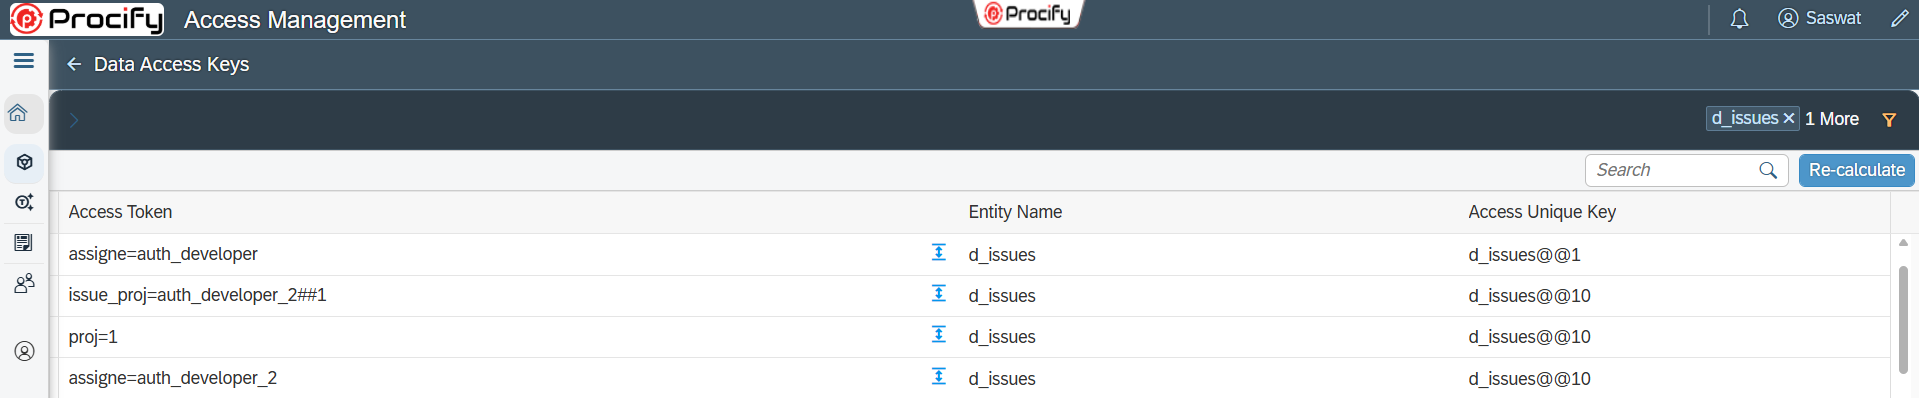 Procify Access Management Procify Saswat
Data Access Keys
d_issues 1 More
Search Re-calculate
Access Token Entity Name Access Unique Key
assigne=auth_developer d_issues d_issues@@1
issue_proj=auth_developer_2##1 d_issues d_issues@@10
proj=1 d_issues d_issues@@10
assigne=auth_developer_2 d_issues d_issues@@10